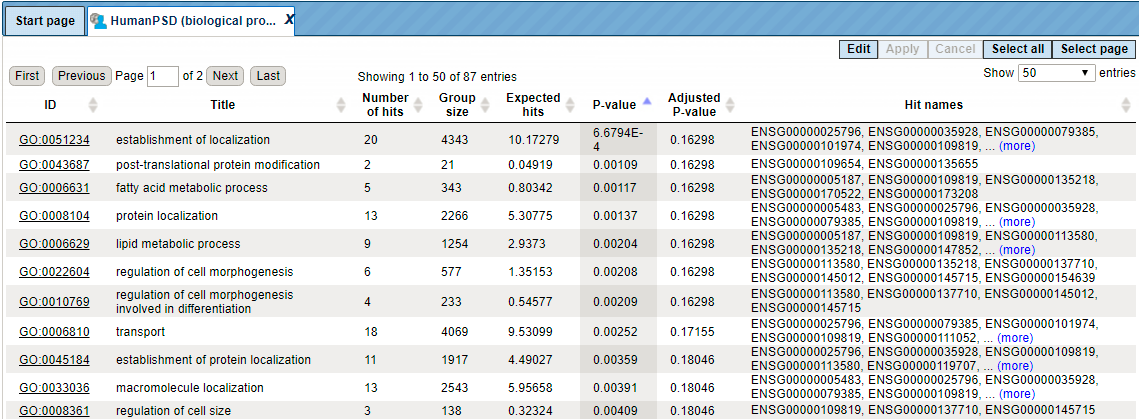 Start page
HumanPSD (biological pro... X
Edit Apply Cancel Select all Select page
First Previous Page 1 of 2 Next Last Showing 1 to 50 of 87 entries Show 50 entries
ID Title Number of hits Group size Expected hits P-value Adjusted P-value Hit names
GO:0051234 establishment of localization 20 4343 10.17279 6.6794E-4 0.16298 ENSG00000025796, ENSG00000035928, ENSG00000079385,
ENSG00000101974, ENSG00000109819, ... (more)
GO:0043687 post-translational protein modification 2 21 0.04919 0.00109 0.16298 ENSG00000109654, ENSG00000135655
GO:0006631 fatty acid metabolic process 5 343 0.80342 0.00117 0.16298 ENSG00000005187, ENSG00000109819, ENSG00000135218,
ENSG00000170522, ENSG00000173208
GO:0008104 protein localization 13 2266 5.30775 0.00137 0.16298 ENSG00000005483, ENSG00000025796, ENSG00000035928,
ENSG00000079385, ENSG00000109819, ... (more)
GO:0006629 lipid metabolic process 9 1254 2.9373 0.00204 0.16298 ENSG00000005187, ENSG00000109819, ENSG00000113580,
ENSG00000135218, ENSG00000147852, ... (more)
GO:0022604 regulation of cell morphogenesis 6 577 1.35153 0.00208 0.16298 ENSG00000113580, ENSG00000135218, ENSG00000137710,
ENSG00000145012, ENSG00000145715, ENSG00000154639
GO:0010769 regulation of cell morphogenesis involved in differentiation 4 233 0.54577 0.00209 0.16298 ENSG00000113580, ENSG00000137710, ENSG00000145012,
ENSG00000145715
GO:0006810 transport 18 4069 9.53099 0.00252 0.17155 ENSG00000025796, ENSG00000079385, ENSG00000101974,
ENSG00000109819, ENSG00000111052, ... (more)
GO:0045184 establishment of protein localization 11 1917 4.49027 0.00359 0.18046 ENSG00000025796, ENSG00000035928, ENSG00000109819,
ENSG00000113580, ENSG00000119707, ... (more)
GO:0033036 macromolecule localization 13 2543 5.95658 0.00391 0.18046 ENSG00000005483, ENSG00000025796, ENSG00000035928,
ENSG00000079385, ENSG00000109819, ... (more)
GO:0008361 regulation of cell size 3 138 0.32324 0.00409 0.18046 ENSG00000109819, ENSG00000137710, ENSG00000145715